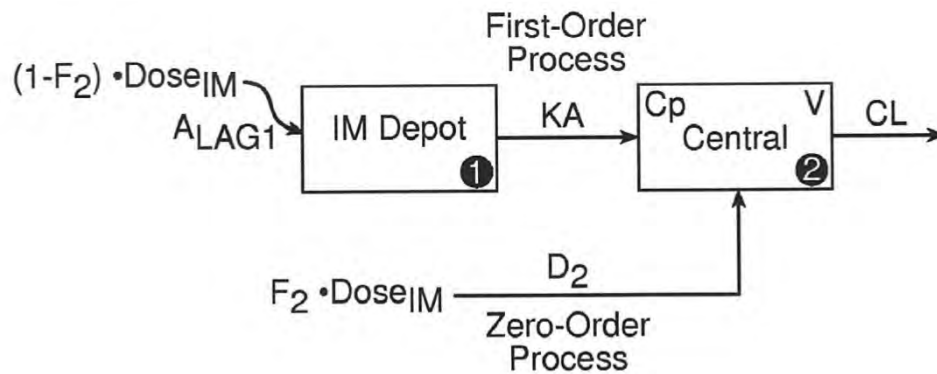 First-Order
Process
(1-F2) •DoseIM
ALAG1
IM Depot
1
KA
Cp
V
Central
2
CL
F2 •DoseIM
D2
Zero-Order
Process